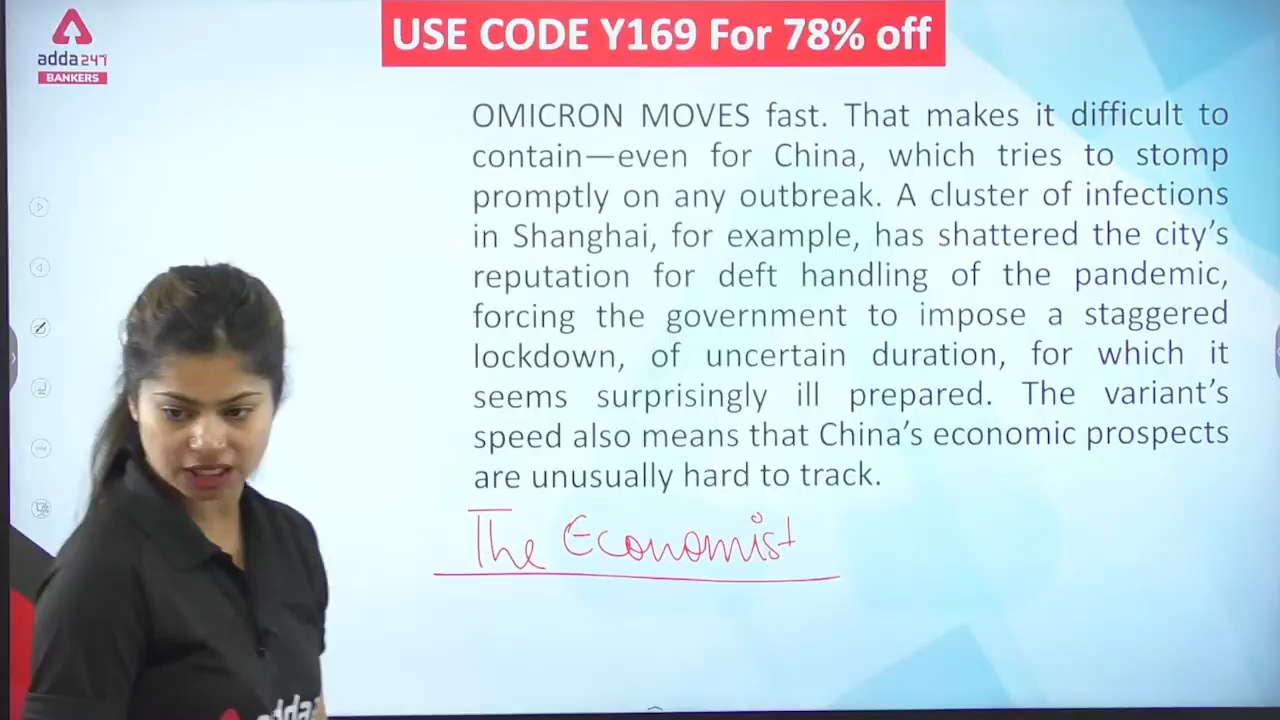 USE CODE Y169 For 78% off
adda247
BANKERS
OMICRON MOVES fast. That makes it difficult to
contain—even for China, which tries to stomp
promptly on any outbreak. A cluster of infections
in Shanghai, for example, has shattered the city's
reputation for deft handling of the pandemic,
forcing the government to impose a staggered
lockdown, of uncertain duration, for which it
seems surprisingly ill prepared. The variant's
speed also means that China's economic prospects
are unusually hard to track.
The Economist
adda